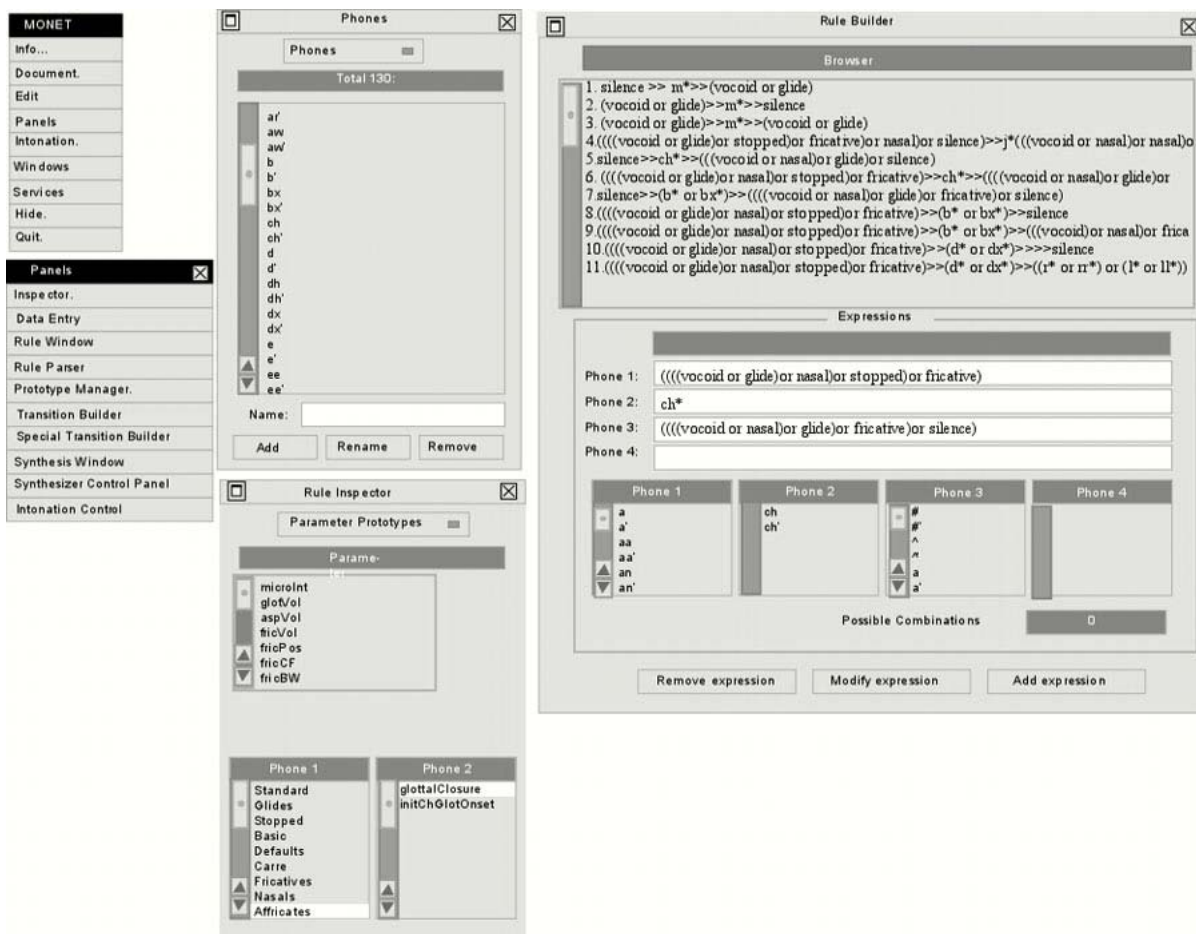 MONET
Info...
Document.
Edit
Panels
Intonation.
Windows
Services
Hide.
Quit.
Panels
Inspector.
Data Entry
Rule Window
Rule Parser
Prototype Manager.
Transition Builder
Special Transition Builder
Synthesis Window
Synthesizer Control Panel
Intonation Control
Phones
Phones
Total 130:
ar'
aw
aw'
b
b'
bx
bx'
ch
ch'
d
d'
dh
dh'
dx
dx'
e
e'
ee
ee'
Name:
Add Rename Remove
Rule Inspector
Parameter Prototypes
Parame-
microInt
glotVol
aspVol
fricVol
fricPos
fricCF
fricBW
Phone 1
Standard
Glides
Stopped
Basic
Defaults
Carre
Fricatives
Nasals
Affricates
Phone 2
glottalClosure
initChGlotOnset
Rule Builder
Browser
1. silence >> m*>>(vocoid or glide)
2. (vocoid or glide)>>m*>>silence
3. (vocoid or glide)>>m*>>(vocoid or glide)
4.((((vocoid or glide)or stopped)or fricative)or nasal)or silence)>>j*(((vocoid or nasal)or nasal)o
5.silence>>ch*>>(((vocoid or nasal)or glide)or silence)
6. ((((vocoid or glide)or nasal)or stopped)or fricative)>>ch*>>((((vocoid or nasal)or glide)or
7.silence>>(b* or bx*)>>((((vocoid or nasal)or glide)or fricative)or silence)
8.((((vocoid or glide)or nasal)or stopped)or fricative)>>(b* or bx*)>>silence
9.((((vocoid or glide)or nasal)or stopped)or fricative)>>(b* or bx*)>>(((vocoid)or nasal)or frica
10.((((vocoid or glide)or nasal)or stopped)or fricative)>>(d* or dx*)>>>>silence
11.((((vocoid or glide)or nasal)or stopped)or fricative)>>(d* or dx*)>>((r* or rr*) or (l* or ll*))
Expressions
Phone 1: ((((vocoid or glide)or nasal)or stopped)or fricative)
Phone 2: ch*
Phone 3: ((((vocoid or nasal)or glide)or fricative)or silence)
Phone 4:
Phone 1
a
a'
aa
aa'
an
an'
Phone 2
ch
ch'
Phone 3
#
#'
^
^'
a
a'
Phone 4
Possible Combinations 0
Remove expression Modify expression Add expression